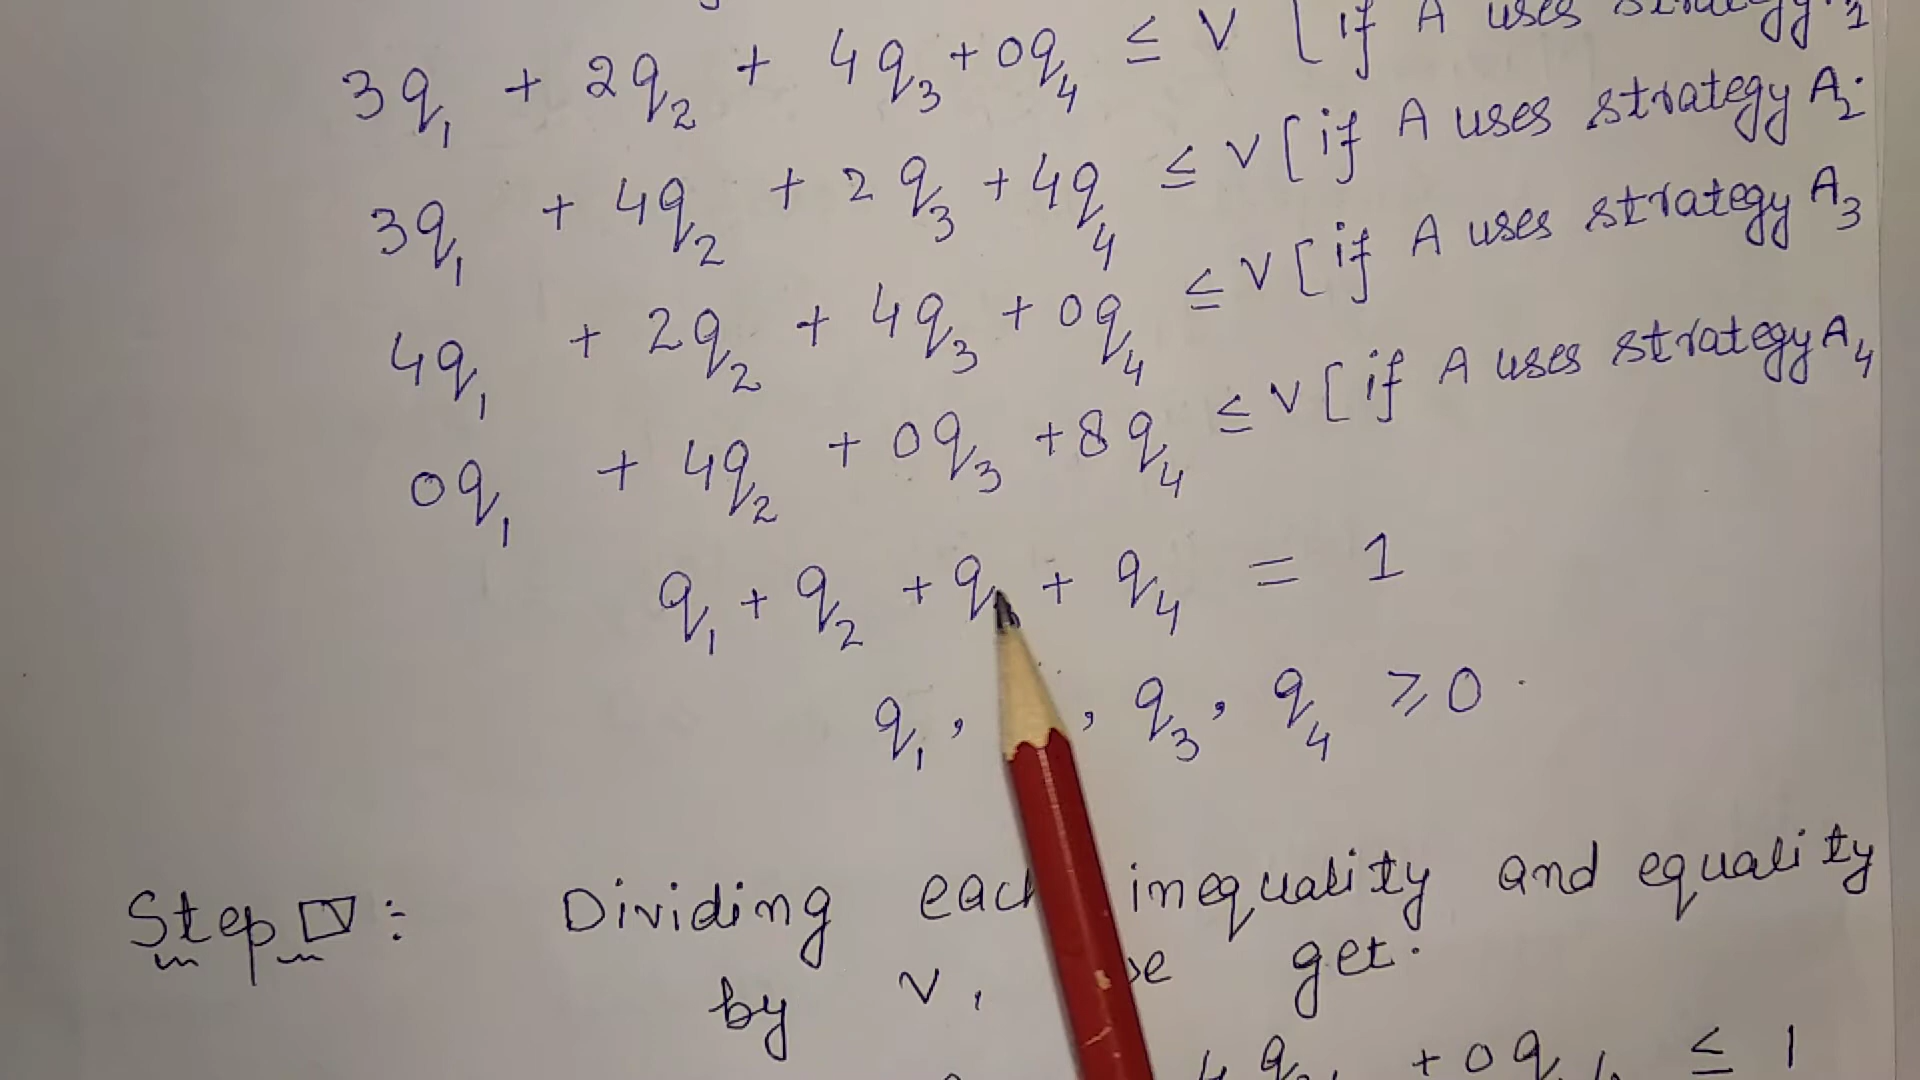 3q₁ + 2q₂ + 4q₃ + 0q₄ ≤ V [if A uses strategy
3q₁ + 4q₂ + 2q₃ + 4q₄ ≤ V [if A uses strategy A₂.
4q₁ + 2q₂ + 4q₃ + 0q₄ ≤ V [if A uses strategy A₃
0q₁ + 4q₂ + 0q₃ + 8q₄ ≤ V [if A uses strategy A₄
q₁ + q₂ + q + q₄ = 1
q₁, , q₃, q₄ ≥ 0.
Step IV: Dividing each inequality and equality
by V, get.
4q + 0q ≤ 1